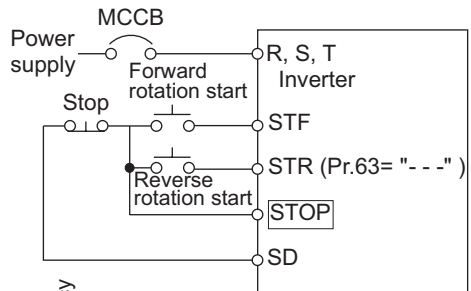 MCCB
Power
supply
R, S, T
Inverter
Forward
rotation start
Stop
STF
STR (Pr.63= "- - -" )
Reverse
rotation start
STOP
SD